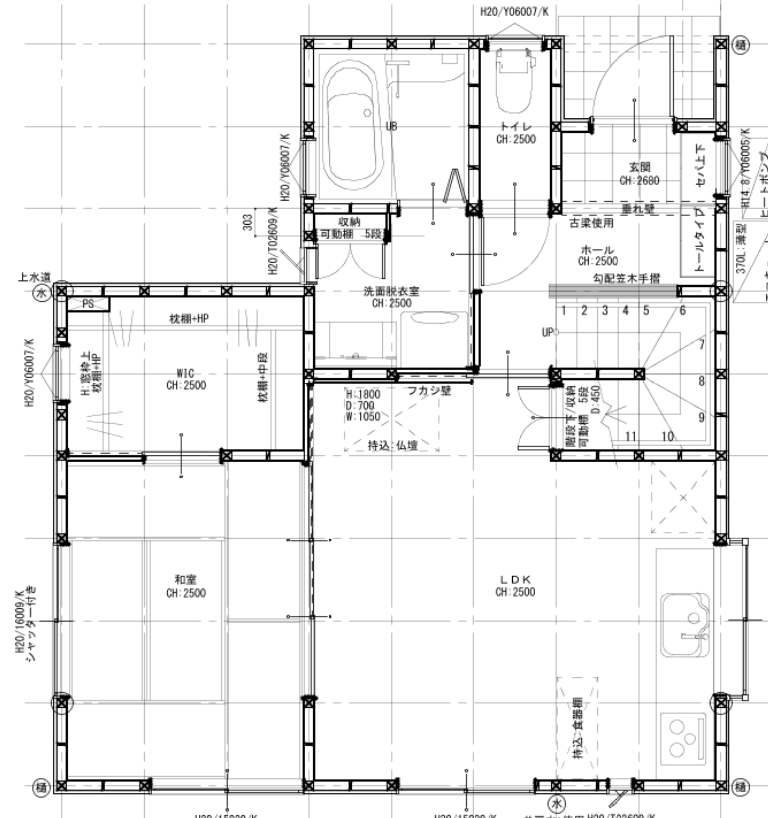 H20/Y06007/K
樋
UB
トイレ
CH:2500
玄関
CH:2680
セパ上下
H14.8/Y06005/K
ヒートポンプ
H20/Y06007/K
303
H20/T02609/K
収納
可動棚 5段
垂れ壁
古梁使用
ホール
CH:2500
トールタイプ
370L:薄型
勾配笠木手摺
上水道
水
PS
枕棚+HP
洗面脱衣室
CH:2500
UP
1 2 3 4 5 6
7
8
9
10
11
H20/Y06007/K
H:窓枠上
枕棚+HP
WIC
CH:2500
枕棚+中段
フカシ壁
H:1800
D:700
W:1050
持込:仏壇
階段下/収納
可動棚 5段
D:450
和室
CH:2500
LDK
CH:2500
H20/16009/K
シャッター付き
持込:食器棚
樋
水
樋